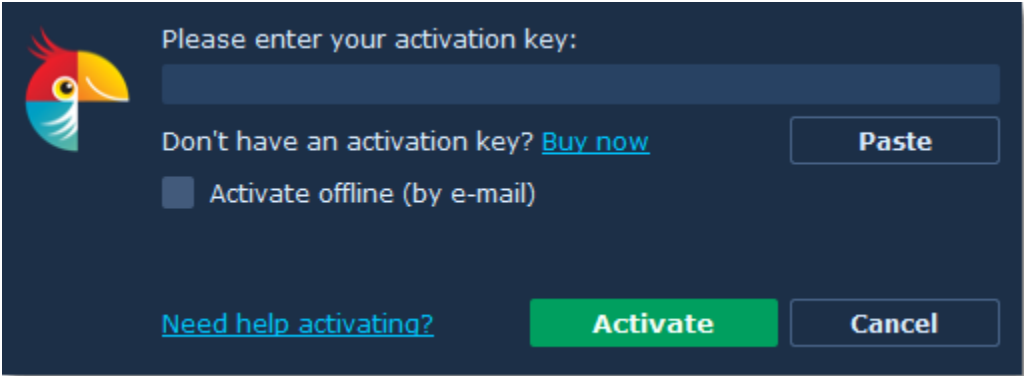 Please enter your activation key:
Don't have an activation key? Buy now
Paste
Activate offline (by e-mail)
Need help activating?
Activate
Cancel